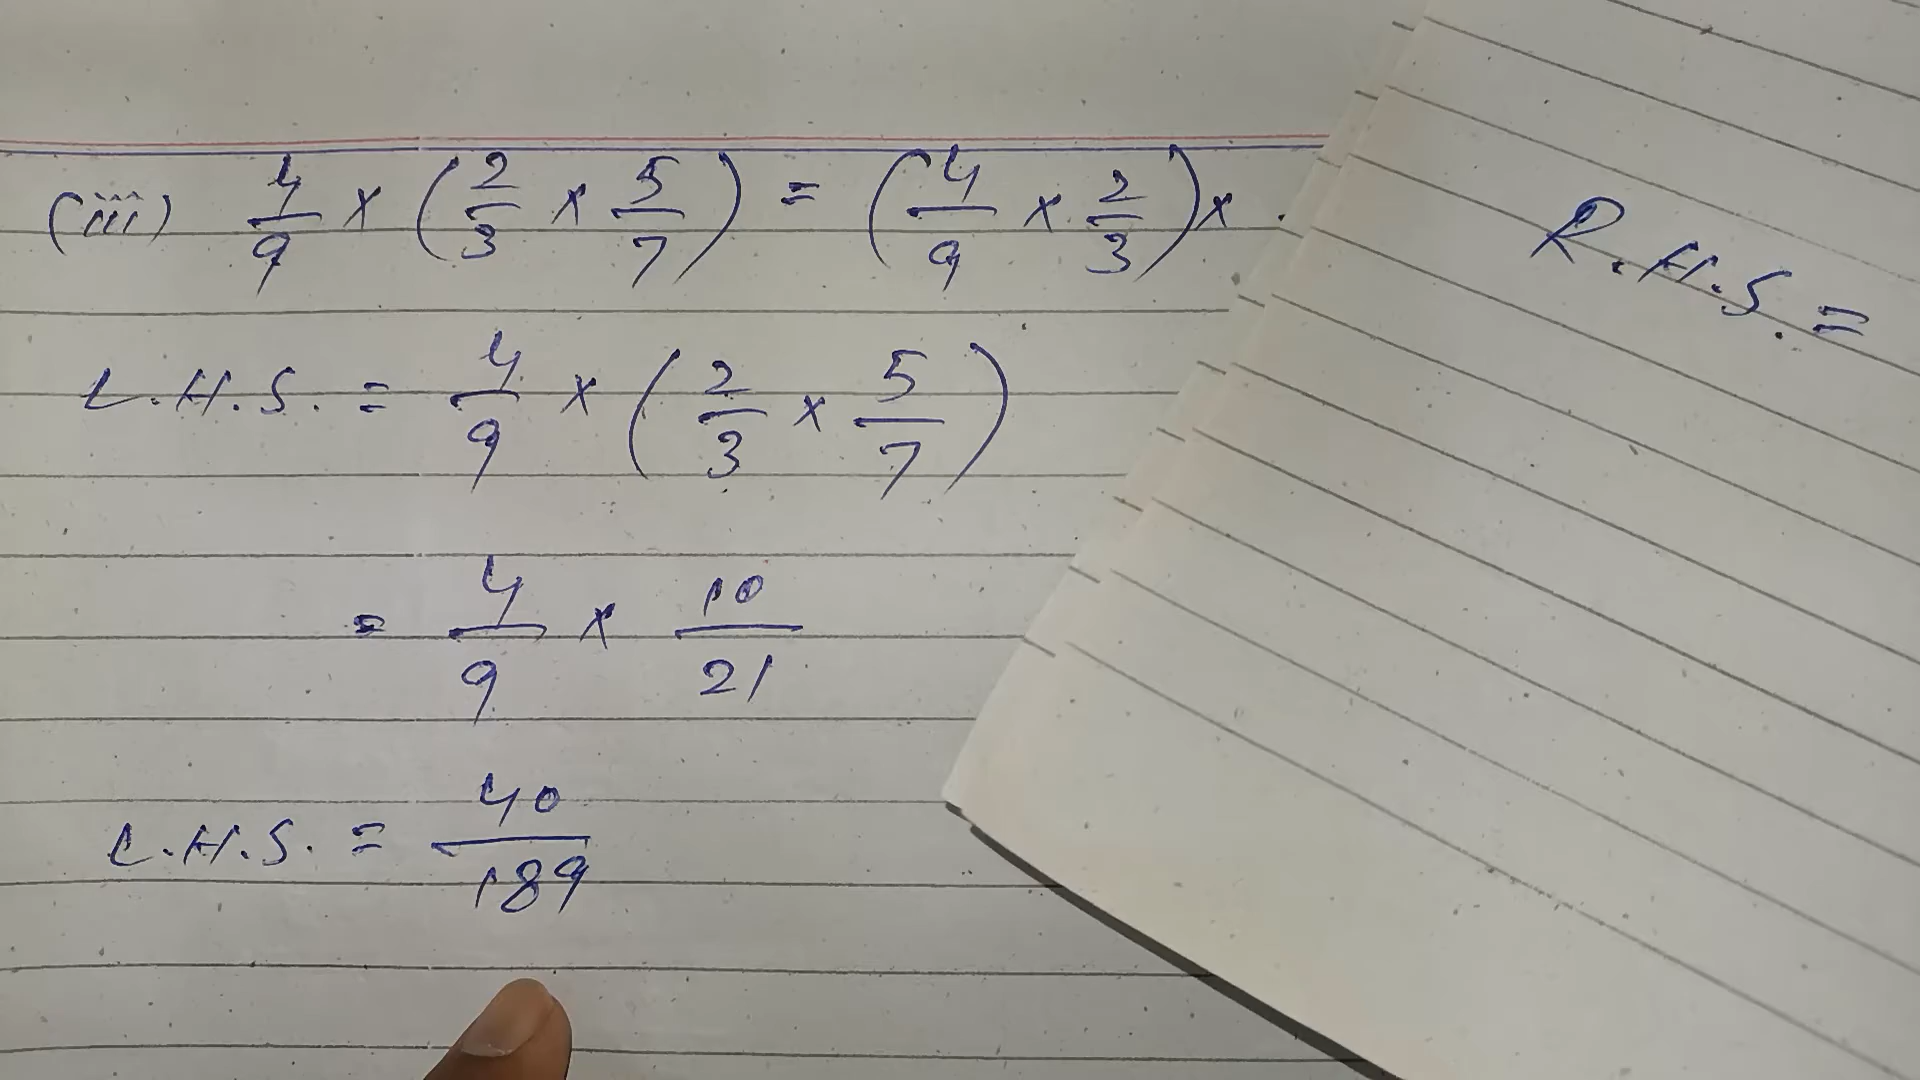 (iii) 4/9 × (2/3 × 5/7) = (4/9 × 2/3) ×
L.H.S. = 4/9 × (2/3 × 5/7)
= 4/9 × 10/21
L.H.S. = 40/189
R.H.S. =